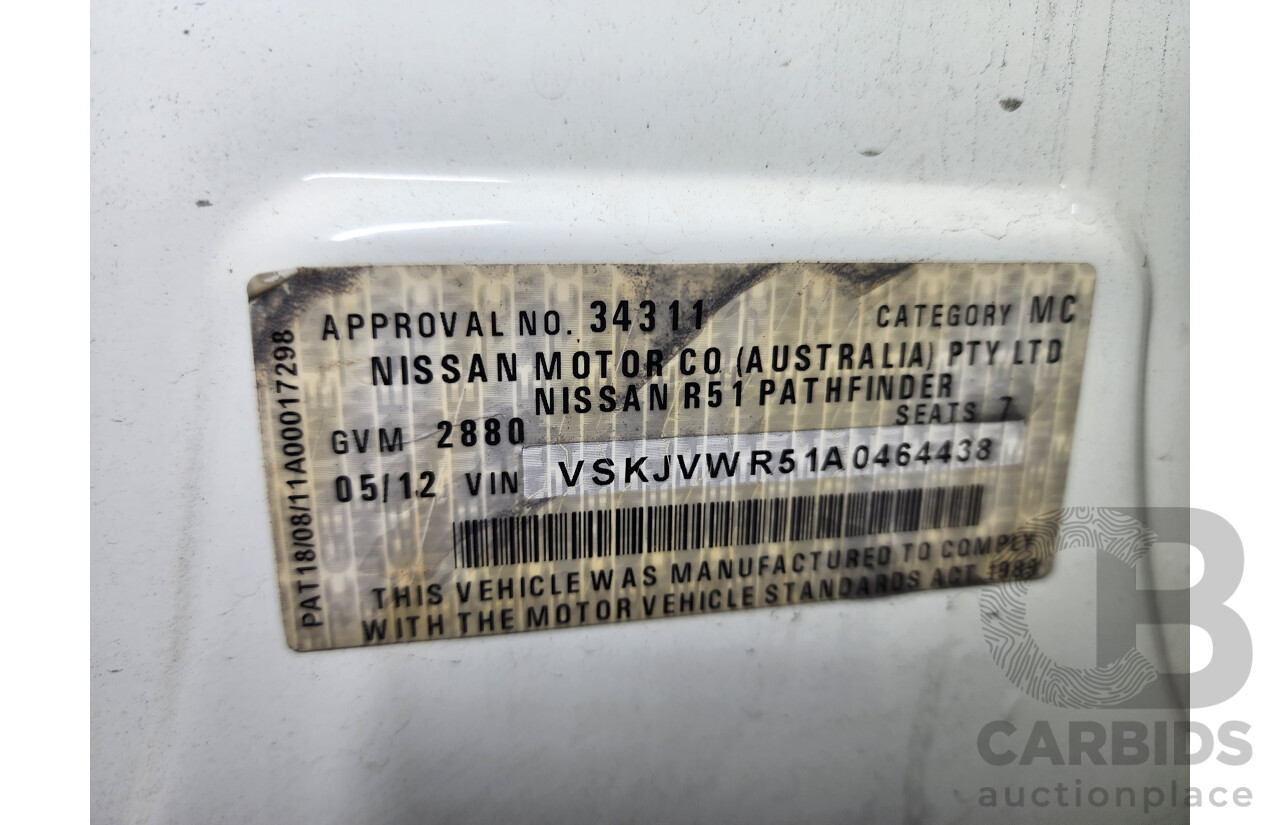 APPROVAL NO. 34311 CATEGORY MC
NISSAN MOTOR CO (AUSTRALIA) PTY LTD
NISSAN R51 PATHFINDER
GVM 2880 SEATS 7
05/12 VIN VSKJVWR51A0464438
THIS VEHICLE WAS MANUFACTURED TO COMPLY
WITH THE MOTOR VEHICLE STANDARDS ACT 1989
PAT18/08/11A00017298
CB
CARBIDS
auctionplace